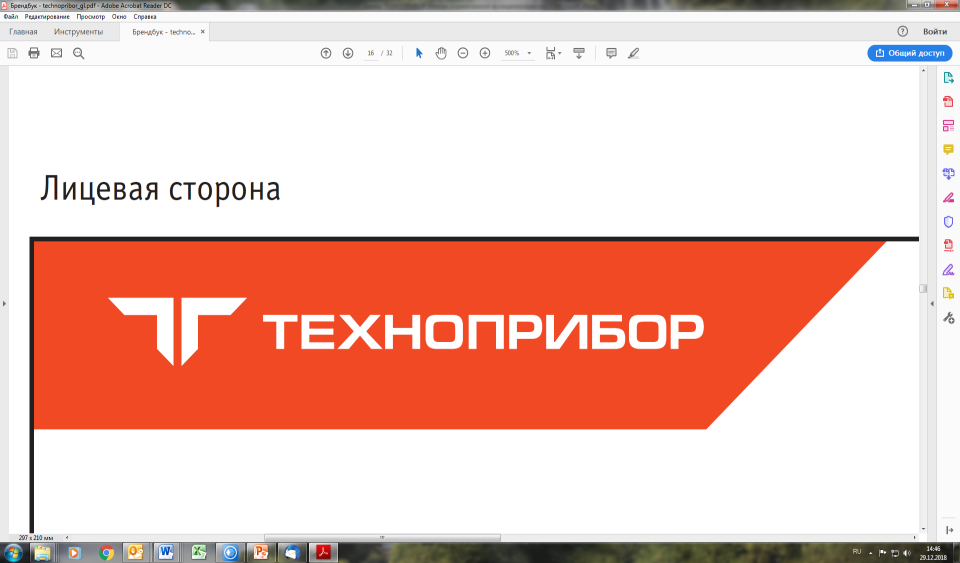 Брендбук - technopribor_gl.pdf - Adobe Acrobat Reader DC
Файл Редактирование Просмотр Окно Справка
Главная Инструменты Брендбук - techno... × Войти
16 / 32 500% Общий доступ
Лицевая сторона
ТЕХНОПРИБОР
297 x 210 мм
RU 14:46
29.12.2018